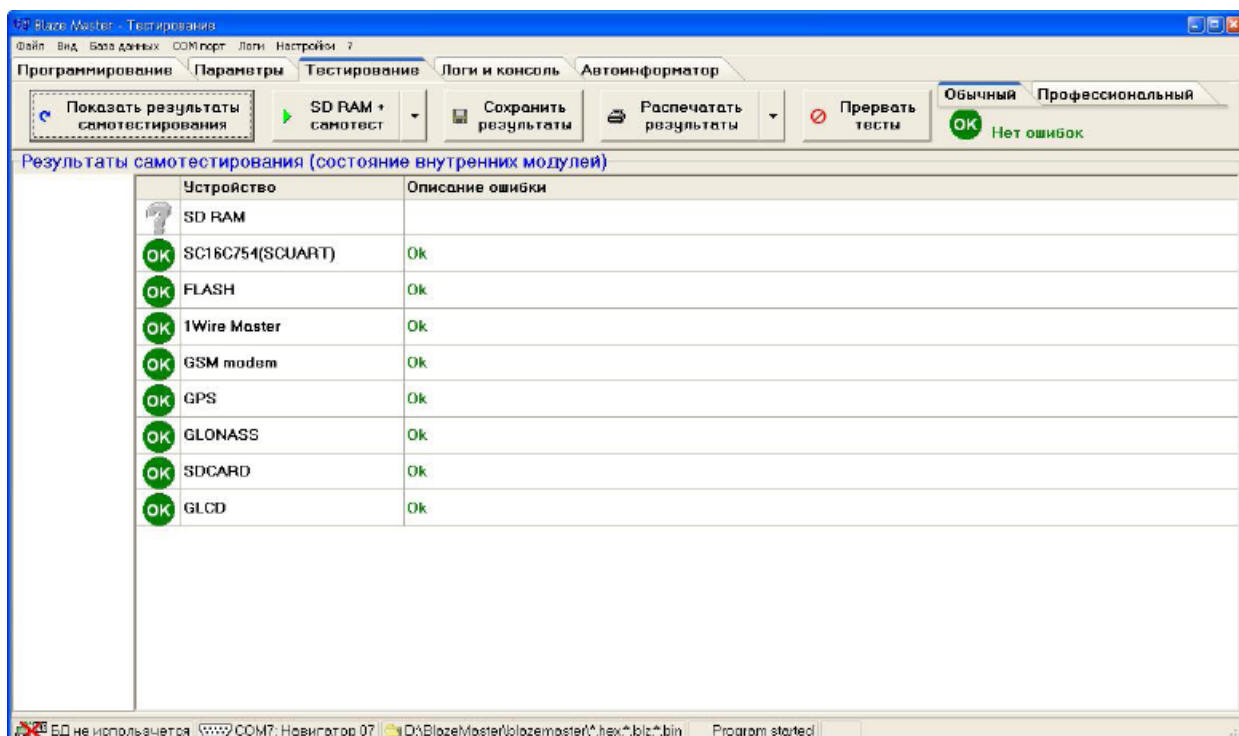 Blaze Master - Тестирование
Файл Вид База данных COM порт Логи Настройки ?
Программирование Параметры Тестирование Логи и консоль Автоинформатор
Показать результаты самотестирования
SD RAM + самотест
Сохранить результаты
Распечатать результаты
Прервать тесты
Обычный Профессиональный
OK Нет ошибок
Результаты самотестирования (состояние внутренних модулей)
Устройство Описание ошибки
SD RAM
OK SC16C754(SCUART) Ok
OK FLASH Ok
OK 1Wire Master Ok
OK GSM modem Ok
OK GPS Ok
OK GLONASS Ok
OK SDCARD Ok
OK GLCD Ok
БД не используется COM7: Навигатор 07 D:\BlazeMaster\blazemaster\*.hex;*.blz;*.bin Program started